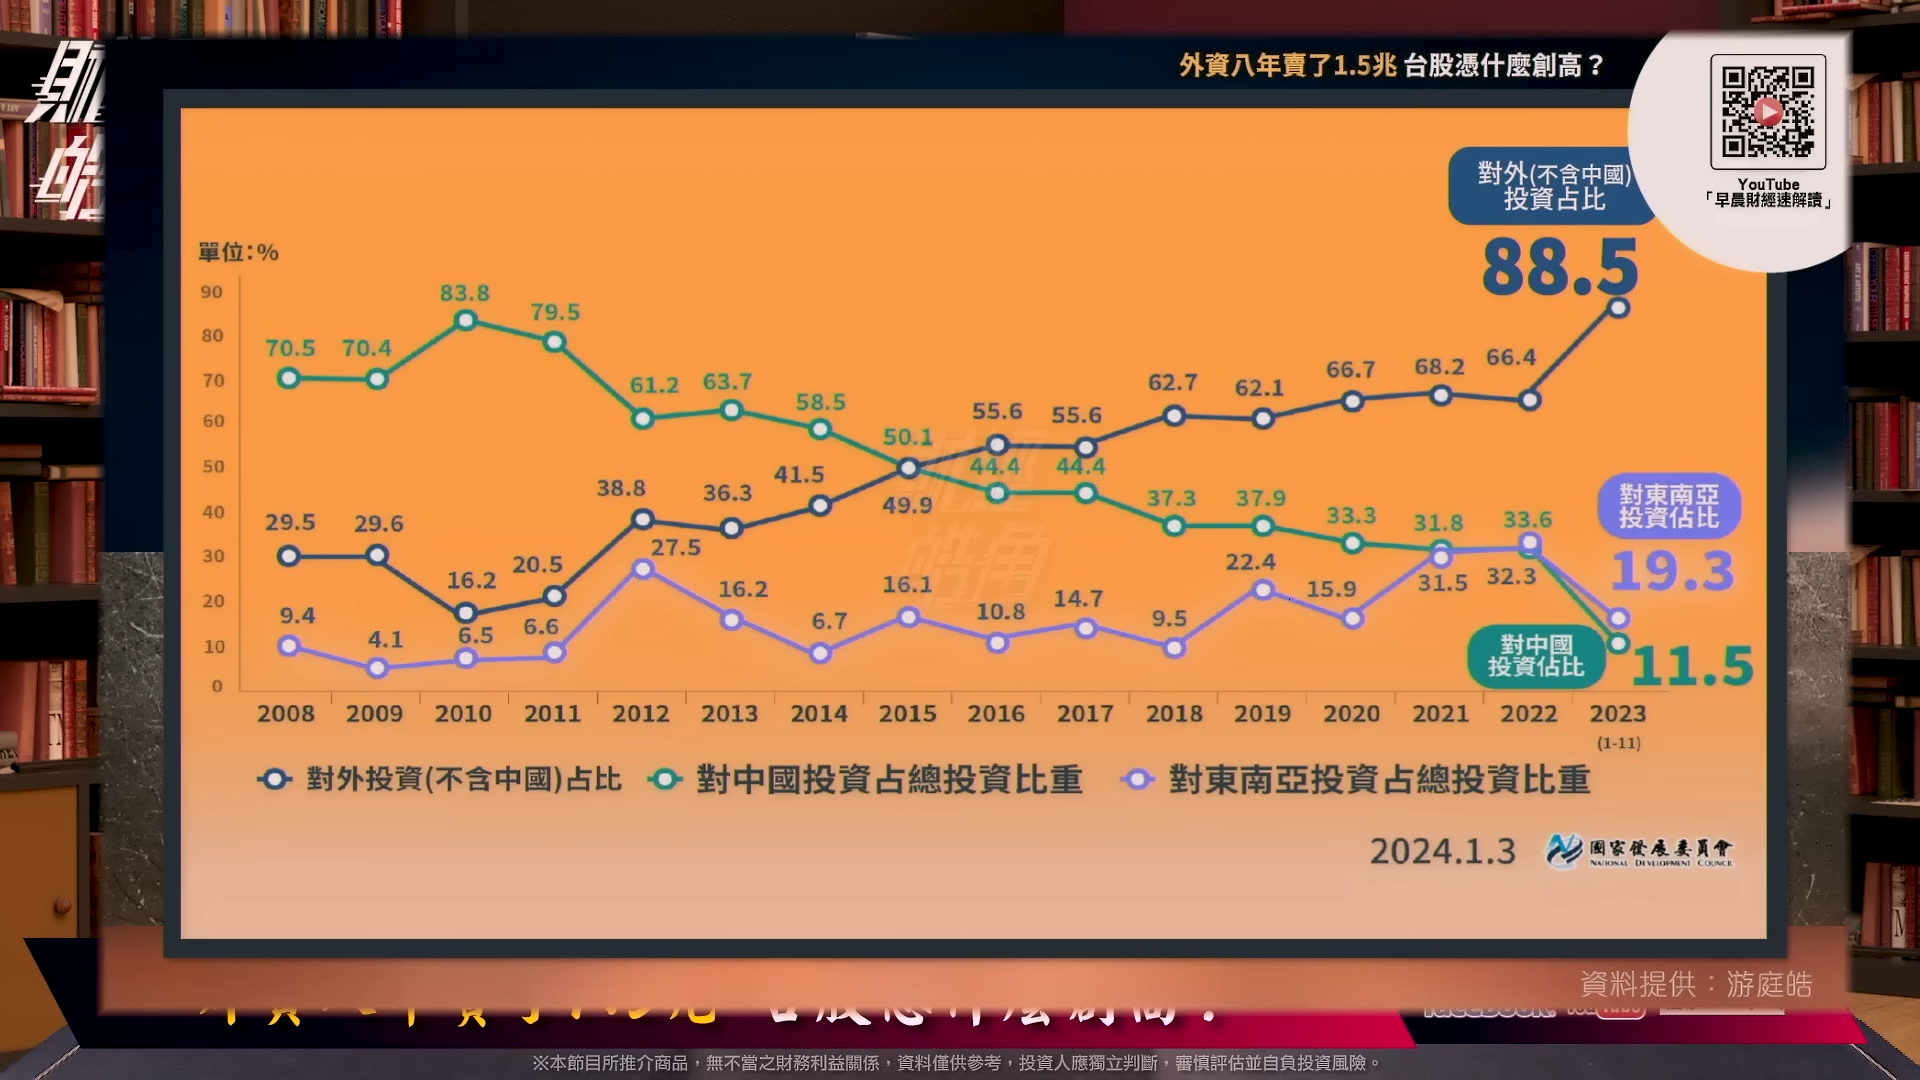 外資八年賣了1.5兆 台股憑什麼創高？
YouTube
「早晨財經速解讀」
對外(不含中國)
投資占比
88.5
單位:%
90
80
70
60
50
40
30
20
10
0
70.5 70.4 83.8 79.5 61.2 63.7 58.5 50.1 44.4 44.4 37.3 37.9 33.3 31.8 33.6
29.5 29.6 16.2 20.5 38.8 36.3 41.5 49.9 55.6 55.6 62.7 62.1 66.7 68.2 66.4
9.4 4.1 6.5 6.6 27.5 16.2 6.7 16.1 10.8 14.7 9.5 22.4 15.9 31.5 32.3
對東南亞
投資佔比
19.3
對中國
投資佔比
11.5
2008 2009 2010 2011 2012 2013 2014 2015 2016 2017 2018 2019 2020 2021 2022 2023
(1-11)
對外投資(不含中國)占比 對中國投資占總投資比重 對東南亞投資占總投資比重
2024.1.3 國家發展委員會
NATIONAL DEVELOPMENT COUNCIL
財經
皓角
資料提供：游庭皓
※本節目所推介商品，無不當之財務利益關係，資料僅供參考，投資人應獨立判斷，審慎評估並自負投資風險。